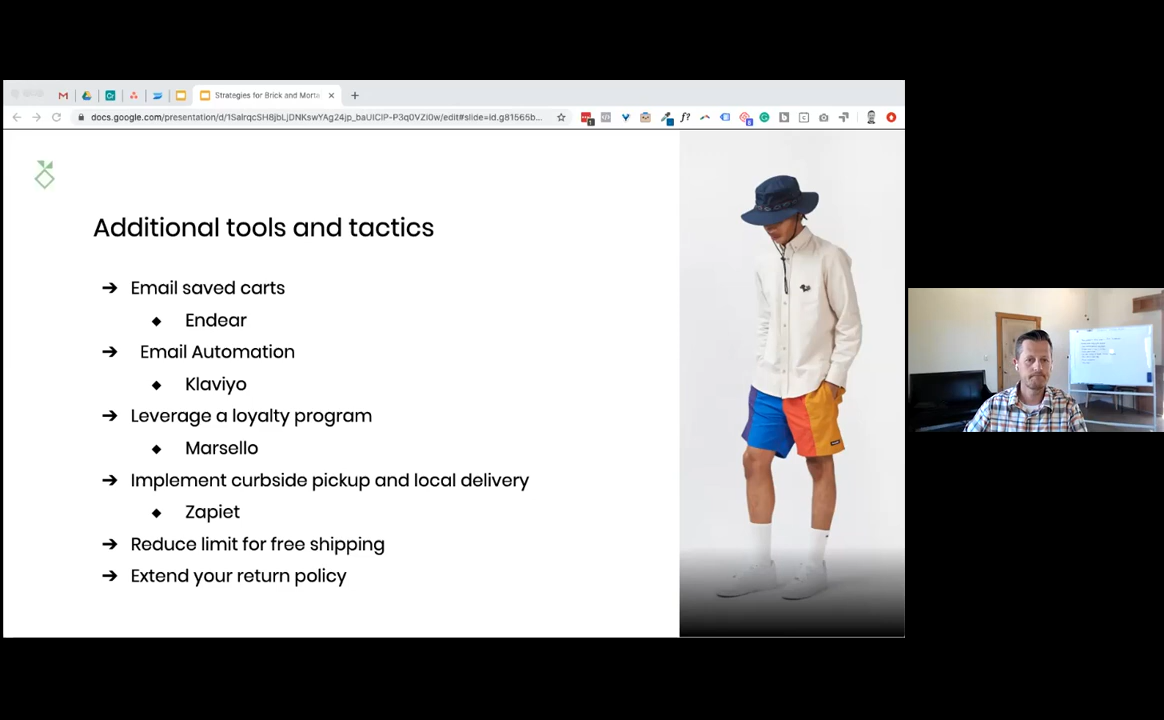 Strategies for Brick and Morta
docs.google.com/presentation/d/1SalrqcSH8jbLjDNKswYAg24jp_baUlClP-P3q0VZi0w/edit#slide=id.g81565b...
Additional tools and tactics
➔ Email saved carts
◆ Endear
➔ Email Automation
◆ Klaviyo
➔ Leverage a loyalty program
◆ Marsello
➔ Implement curbside pickup and local delivery
◆ Zapiet
➔ Reduce limit for free shipping
➔ Extend your return policy